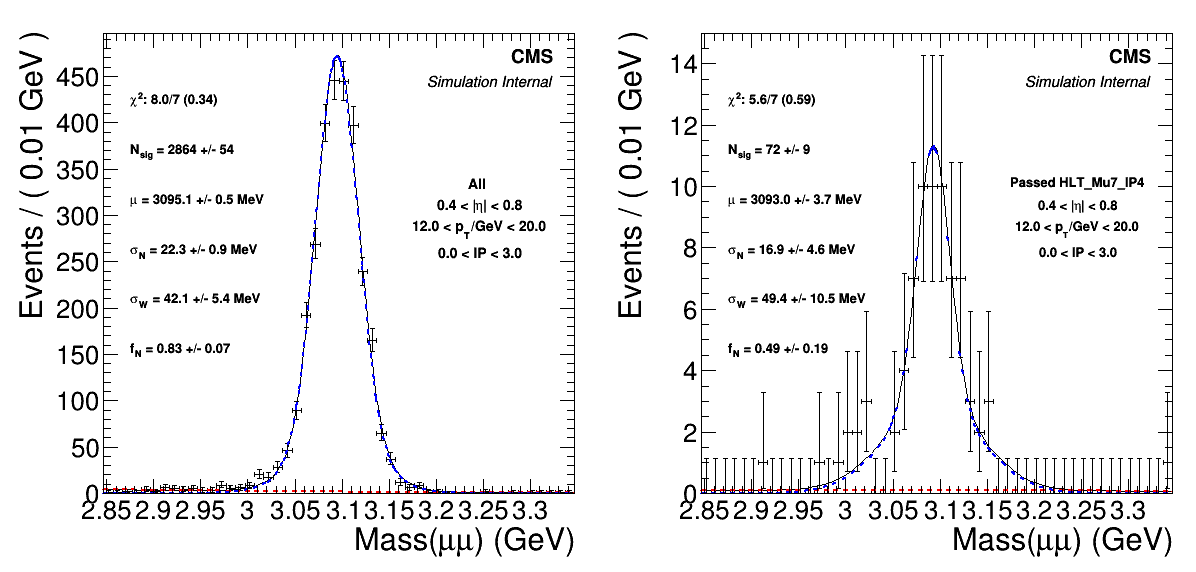 CMS
Simulation Internal
χ²: 8.0/7 (0.34)
N_sig = 2864 +/- 54
μ = 3095.1 +/- 0.5 MeV
σ_N = 22.3 +/- 0.9 MeV
σ_W = 42.1 +/- 5.4 MeV
f_N = 0.83 +/- 0.07
All
0.4 < |η| < 0.8
12.0 < p_T/GeV < 20.0
0.0 < IP < 3.0
Events / ( 0.01 GeV )
450
400
350
300
250
200
150
100
50
0
2.85 2.9 2.95 3 3.05 3.1 3.15 3.2 3.25 3.3
Mass(μμ) (GeV)
CMS
Simulation Internal
χ²: 5.6/7 (0.59)
N_sig = 72 +/- 9
μ = 3093.0 +/- 3.7 MeV
σ_N = 16.9 +/- 4.6 MeV
σ_W = 49.4 +/- 10.5 MeV
f_N = 0.49 +/- 0.19
Passed HLT_Mu7_IP4
0.4 < |η| < 0.8
12.0 < p_T/GeV < 20.0
0.0 < IP < 3.0
Events / ( 0.01 GeV )
14
12
10
8
6
4
2
0
2.85 2.9 2.95 3 3.05 3.1 3.15 3.2 3.25 3.3
Mass(μμ) (GeV)